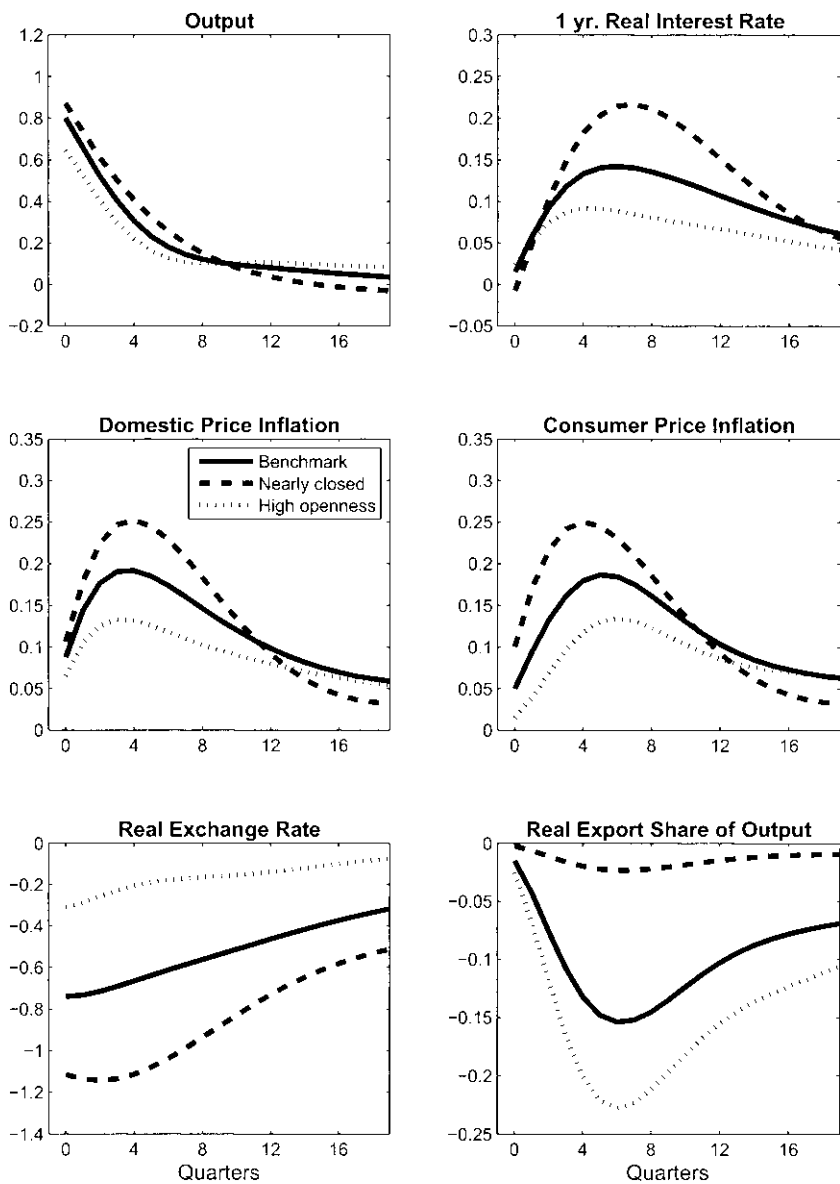 Output
1.2
1
0.8
0.6
0.4
0.2
0
−0.2
0 4 8 12 16
1 yr. Real Interest Rate
0.3
0.25
0.2
0.15
0.1
0.05
0
−0.05
0 4 8 12 16
Domestic Price Inflation
0.35
0.3
0.25
0.2
0.15
0.1
0.05
0
Benchmark
Nearly closed
High openness
0 4 8 12 16
Consumer Price Inflation
0.35
0.3
0.25
0.2
0.15
0.1
0.05
0
0 4 8 12 16
Real Exchange Rate
0
−0.2
−0.4
−0.6
−0.8
−1
−1.2
−1.4
0 4 8 12 16
Quarters
Real Export Share of Output
0
−0.05
−0.1
−0.15
−0.2
−0.25
0 4 8 12 16
Quarters